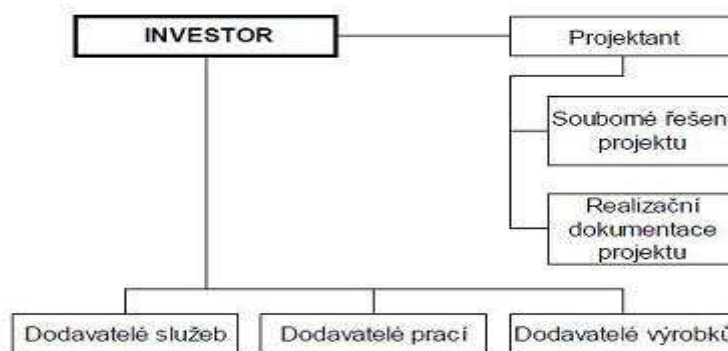 INVESTOR
Projektant
Souborné řešen
projektu
Realizační
dokumentace
projektu
Dodavatelé služeb
Dodavatelé prací
Dodavatelé výrobků